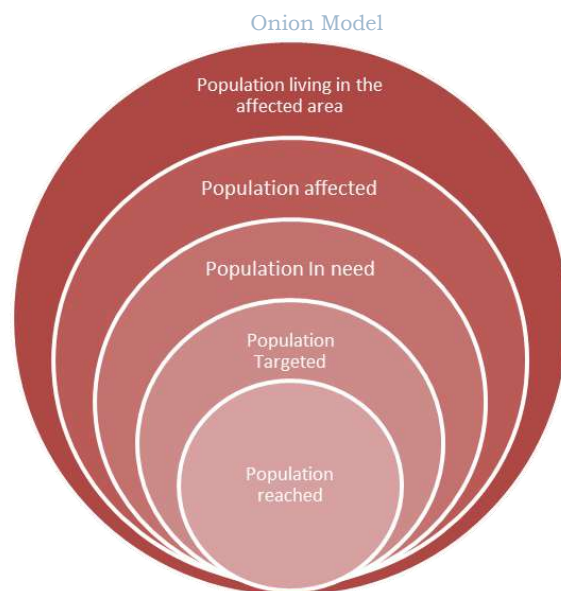 Onion Model
Population living in the
affected area
Population affected
Population In need
Population
Targeted
Population
reached